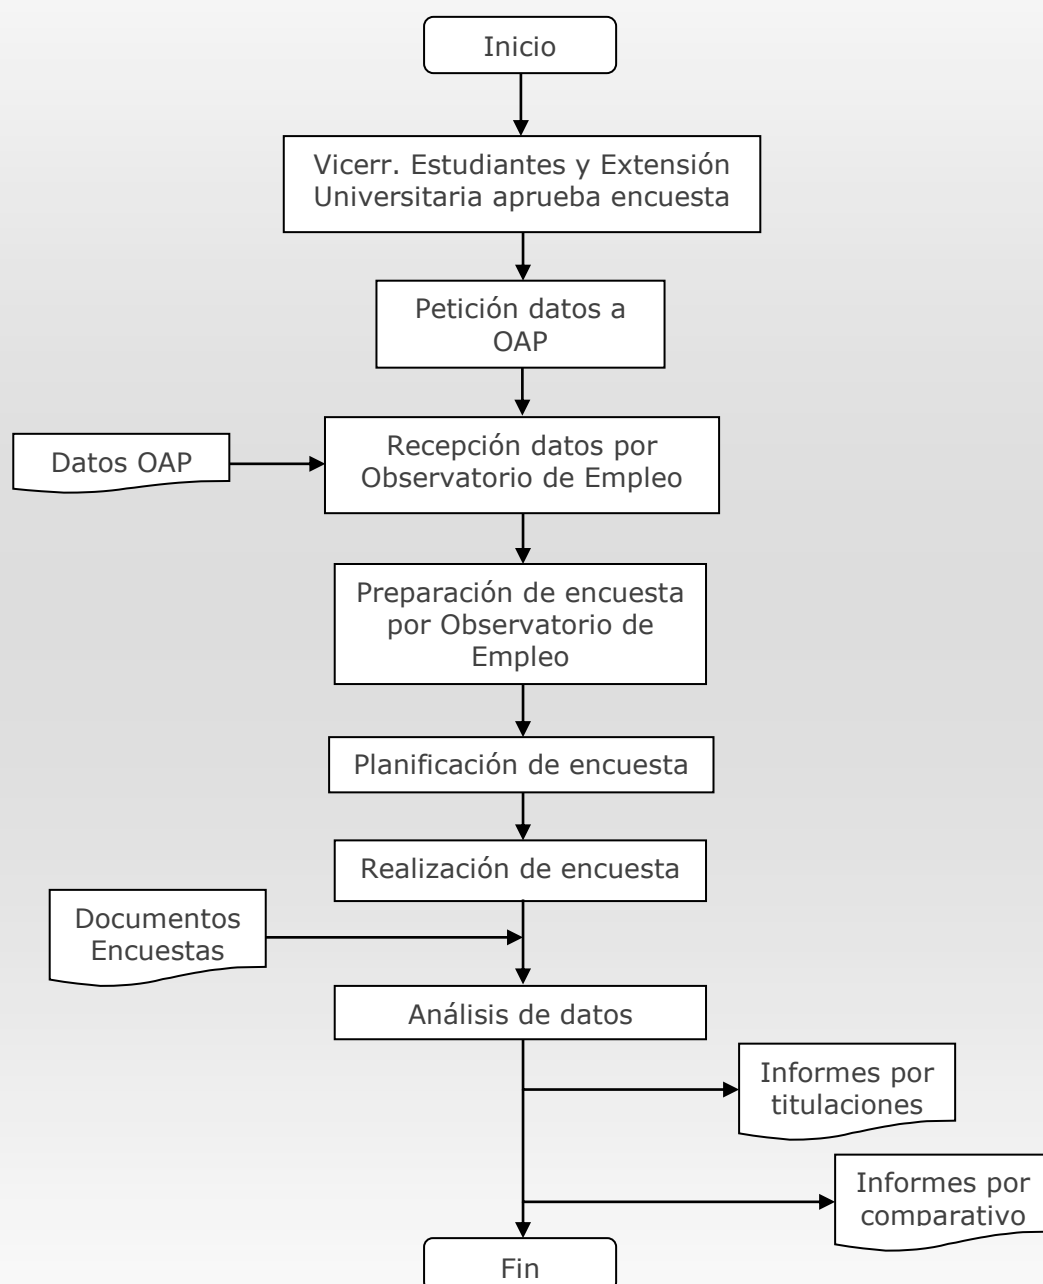 Inicio
Vicerr. Estudiantes y Extensión
Universitaria aprueba encuesta
Petición datos a
OAP
Datos OAP
Recepción datos por
Observatorio de Empleo
Preparación de encuesta
por Observatorio de
Empleo
Planificación de encuesta
Realización de encuesta
Documentos
Encuestas
Análisis de datos
Informes por
titulaciones
Informes por
comparativo
Fin